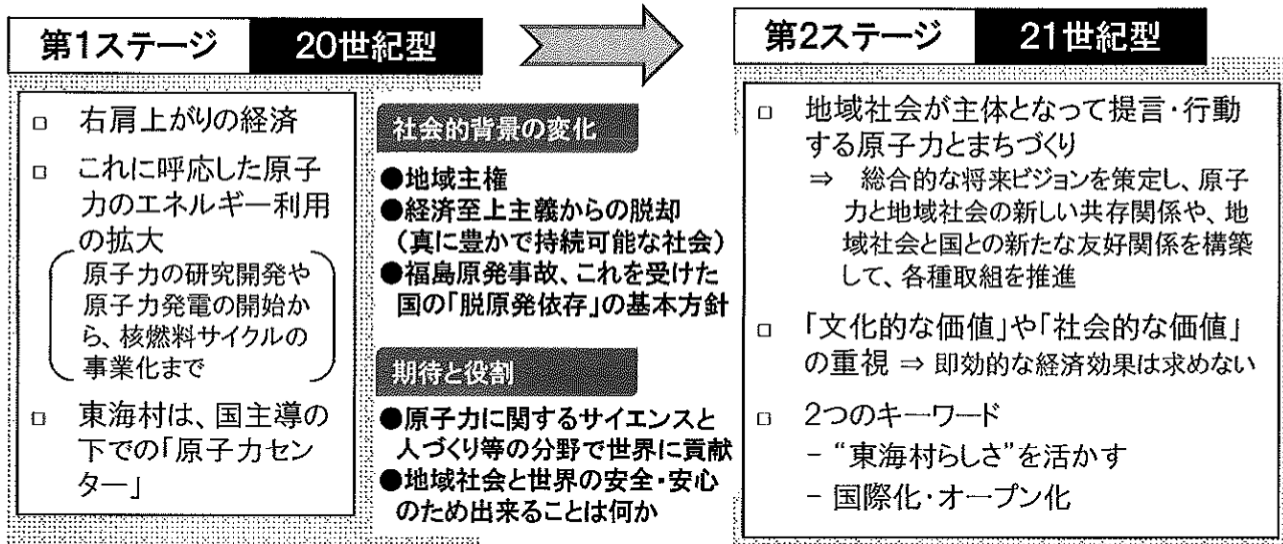 第1ステージ 20世紀型
□ 右肩上がりの経済
□ これに呼応した原子
力のエネルギー利用
の拡大
原子力の研究開発や
原子力発電の開始か
ら、核燃料サイクルの
事業化まで
□ 東海村は、国主導の
下での「原子力セン
ター」
社会的背景の変化
●地域主権
●経済至上主義からの脱却
（真に豊かで持続可能な社会）
●福島原発事故、これを受けた
国の「脱原発依存」の基本方針
期待と役割
●原子力に関するサイエンスと
人づくり等の分野で世界に貢献
●地域社会と世界の安全・安心
のため出来ることは何か
第2ステージ 21世紀型
□ 地域社会が主体となって提言・行動
する原子力とまちづくり
⇒ 総合的な将来ビジョンを策定し、原子
力と地域社会の新しい共存関係や、地
域社会と国との新たな友好関係を構築
して、各種取組を推進
□ 「文化的な価値」や「社会的な価値」
の重視 ⇒ 即効的な経済効果は求めない
□ 2つのキーワード
− “東海村らしさ”を活かす
− 国際化・オープン化